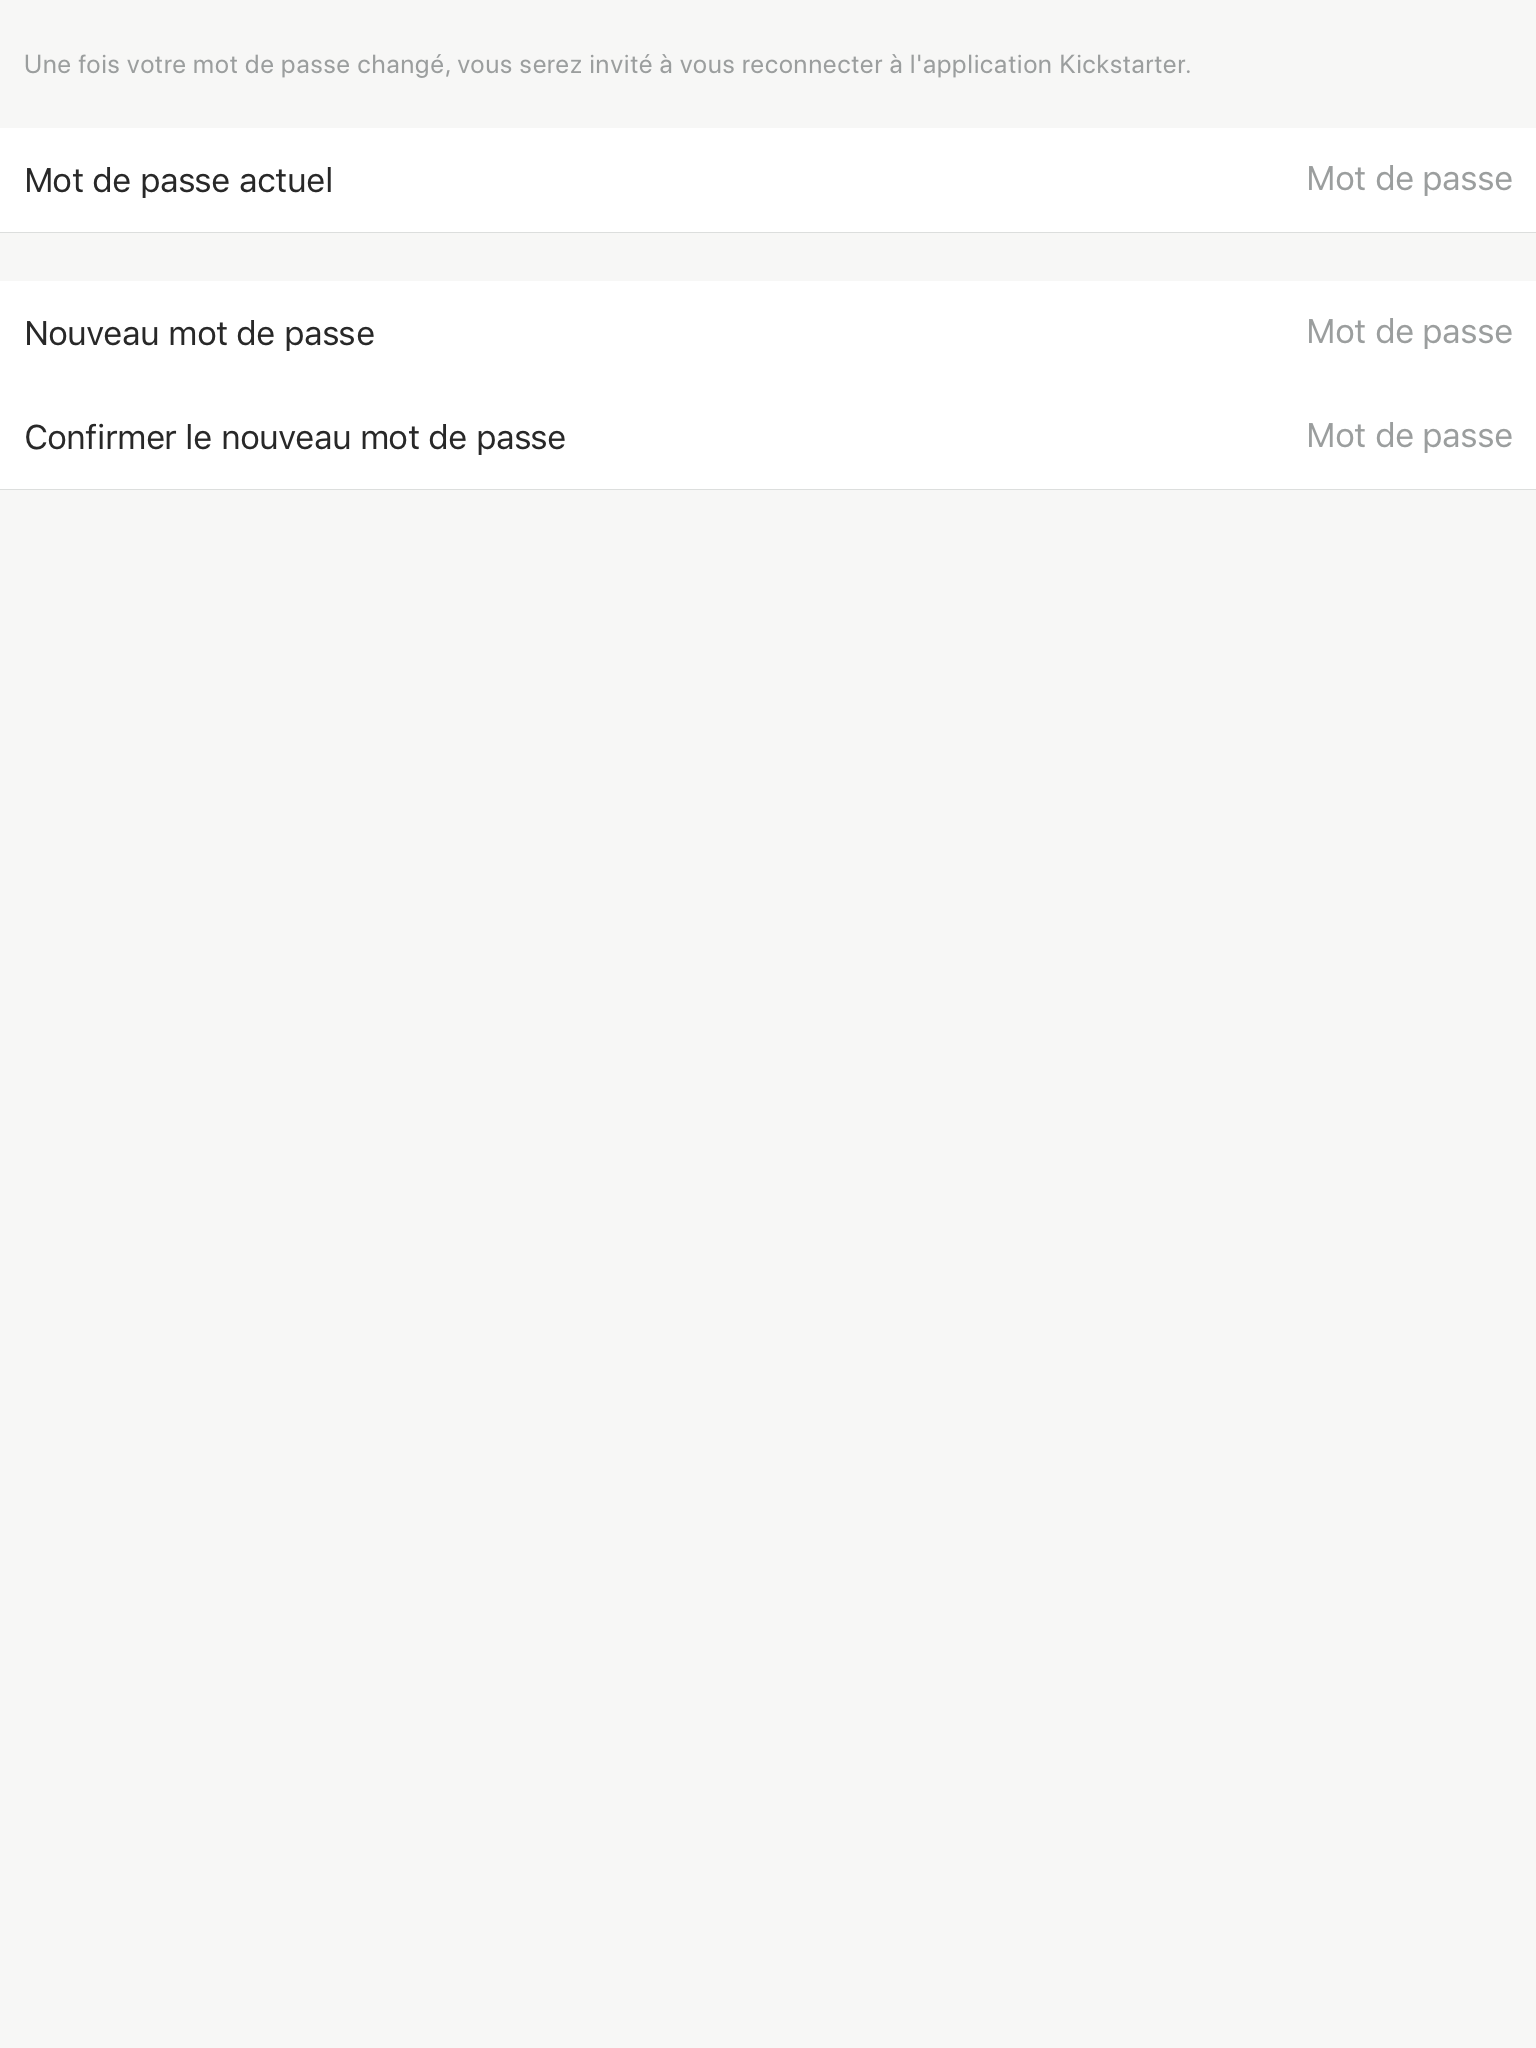 Une fois votre mot de passe changé, vous serez invité à vous reconnecter à l'application Kickstarter.
Mot de passe actuel Mot de passe
Nouveau mot de passe Mot de passe
Confirmer le nouveau mot de passe Mot de passe